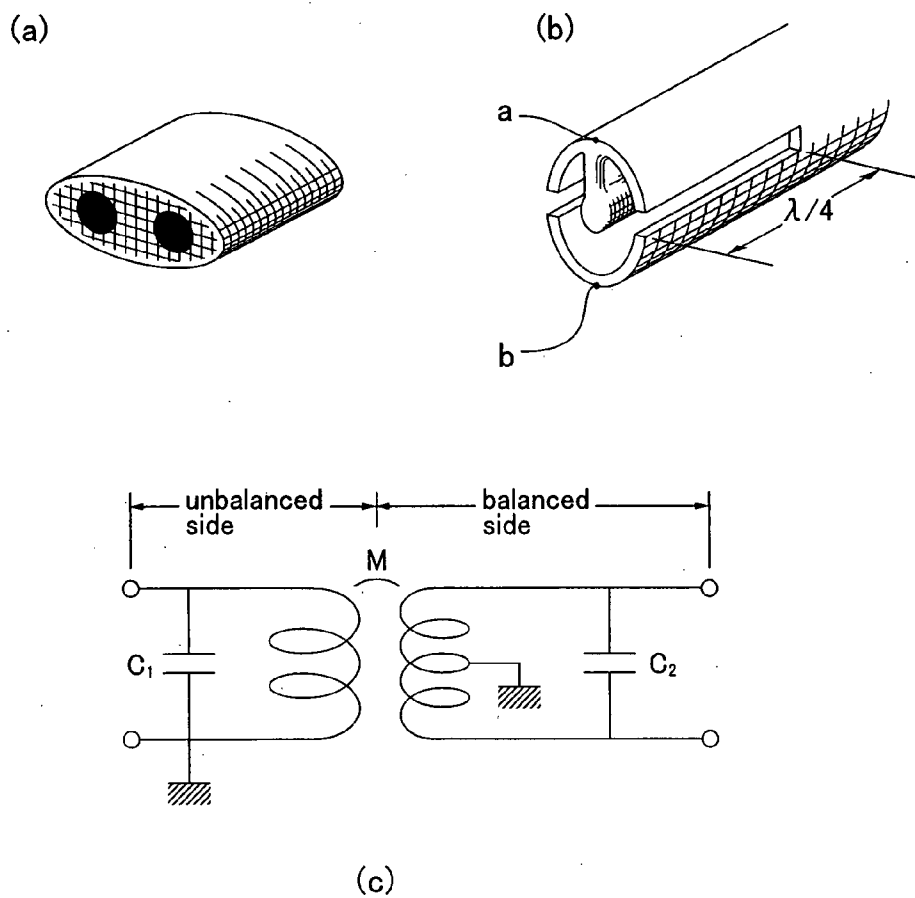 (a)
(b)
a
λ/4
b
unbalanced side
balanced side
M
C₁
C₂
(c)